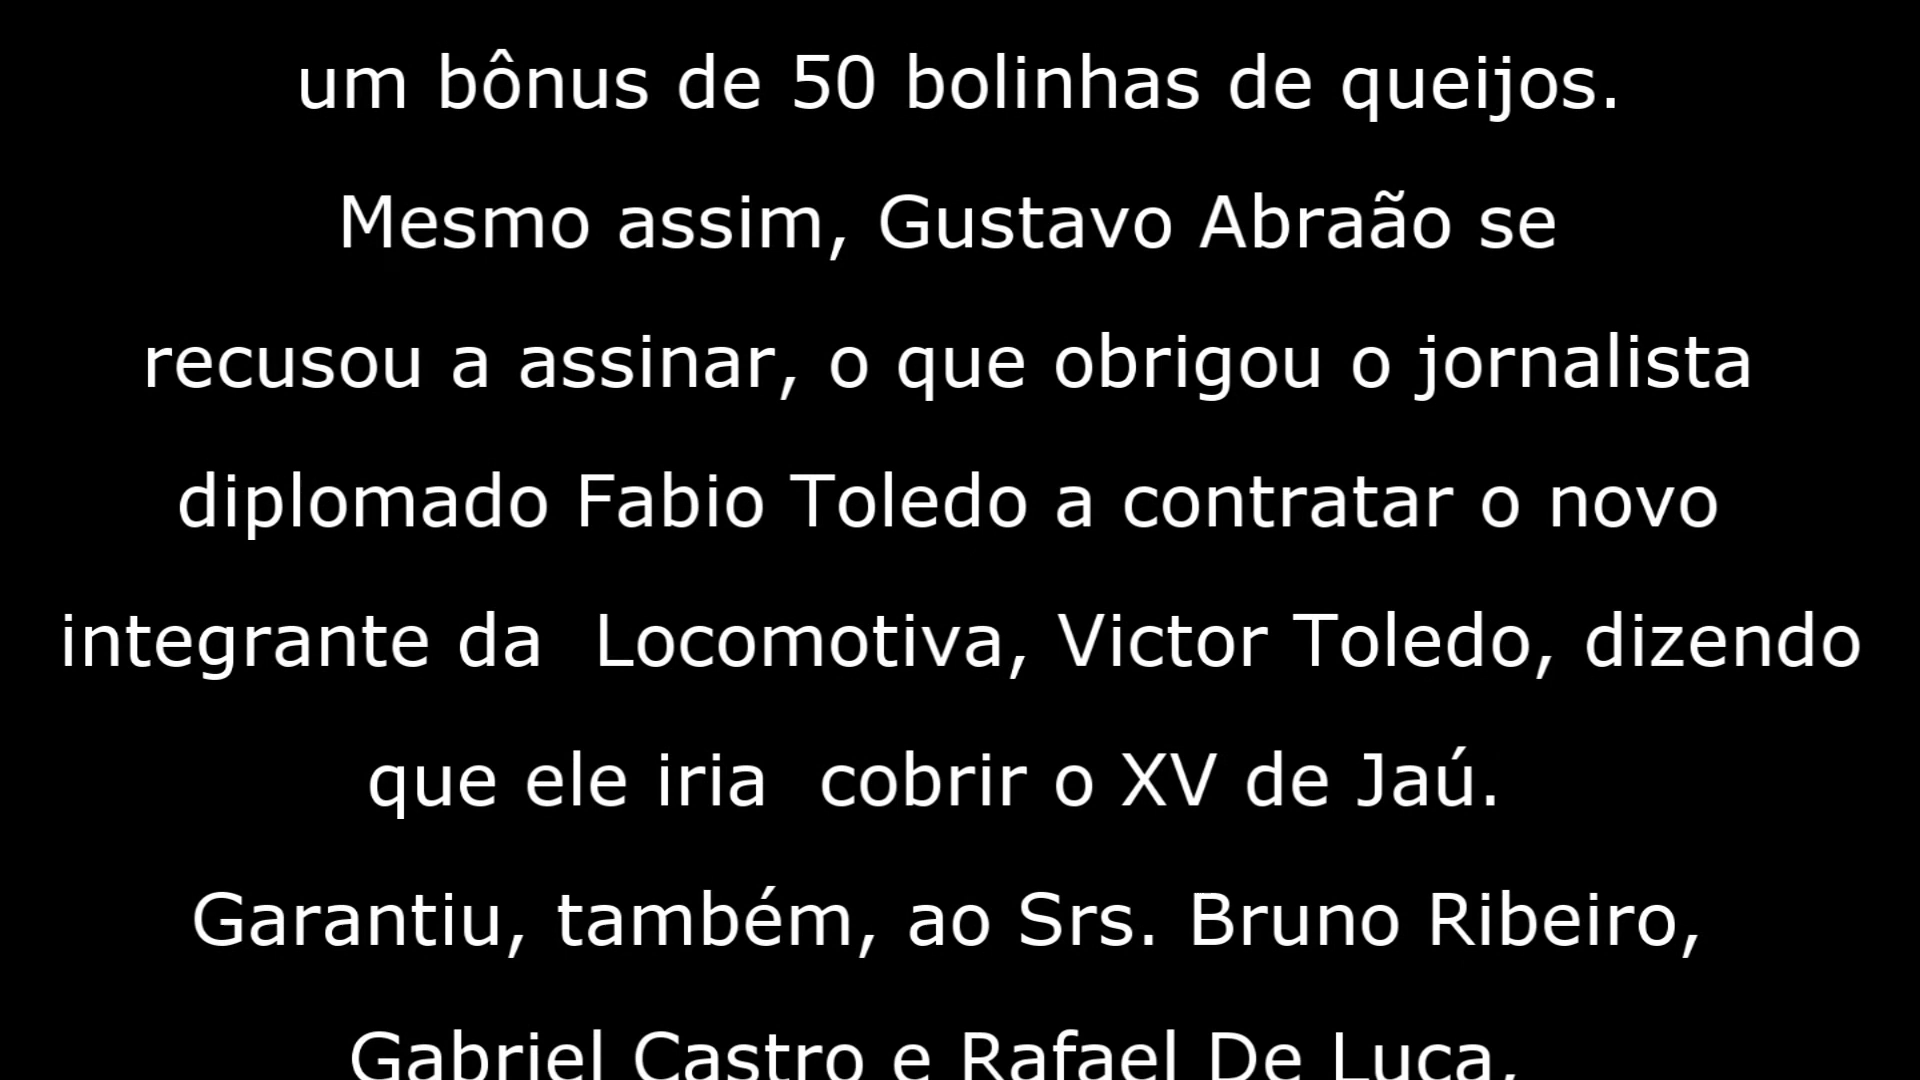 um bônus de 50 bolinhas de queijos.
Mesmo assim, Gustavo Abraão se
recusou a assinar, o que obrigou o jornalista
diplomado Fabio Toledo a contratar o novo
integrante da  Locomotiva, Victor Toledo, dizendo
que ele iria  cobrir o XV de Jaú.
Garantiu, também, ao Srs. Bruno Ribeiro,
Gabriel Castro e Rafael De Luca,